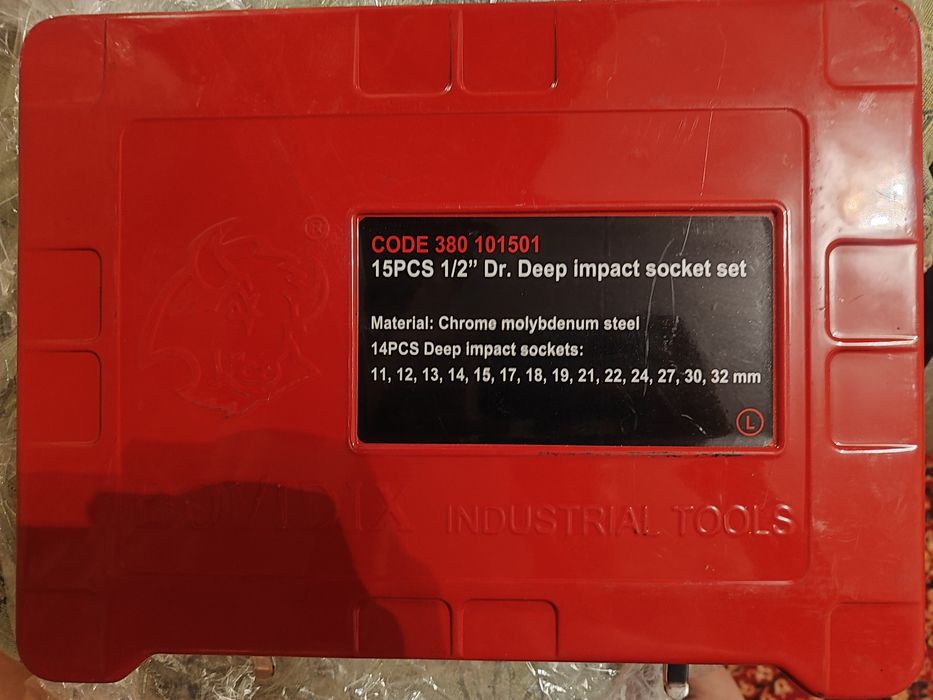 ®
CODE 380 101501
15PCS 1/2” Dr. Deep impact socket set
Material: Chrome molybdenum steel
14PCS Deep impact sockets:
11, 12, 13, 14, 15, 17, 18, 19, 21, 22, 24, 27, 30, 32 mm
L
BOVIDIX INDUSTRIAL TOOLS